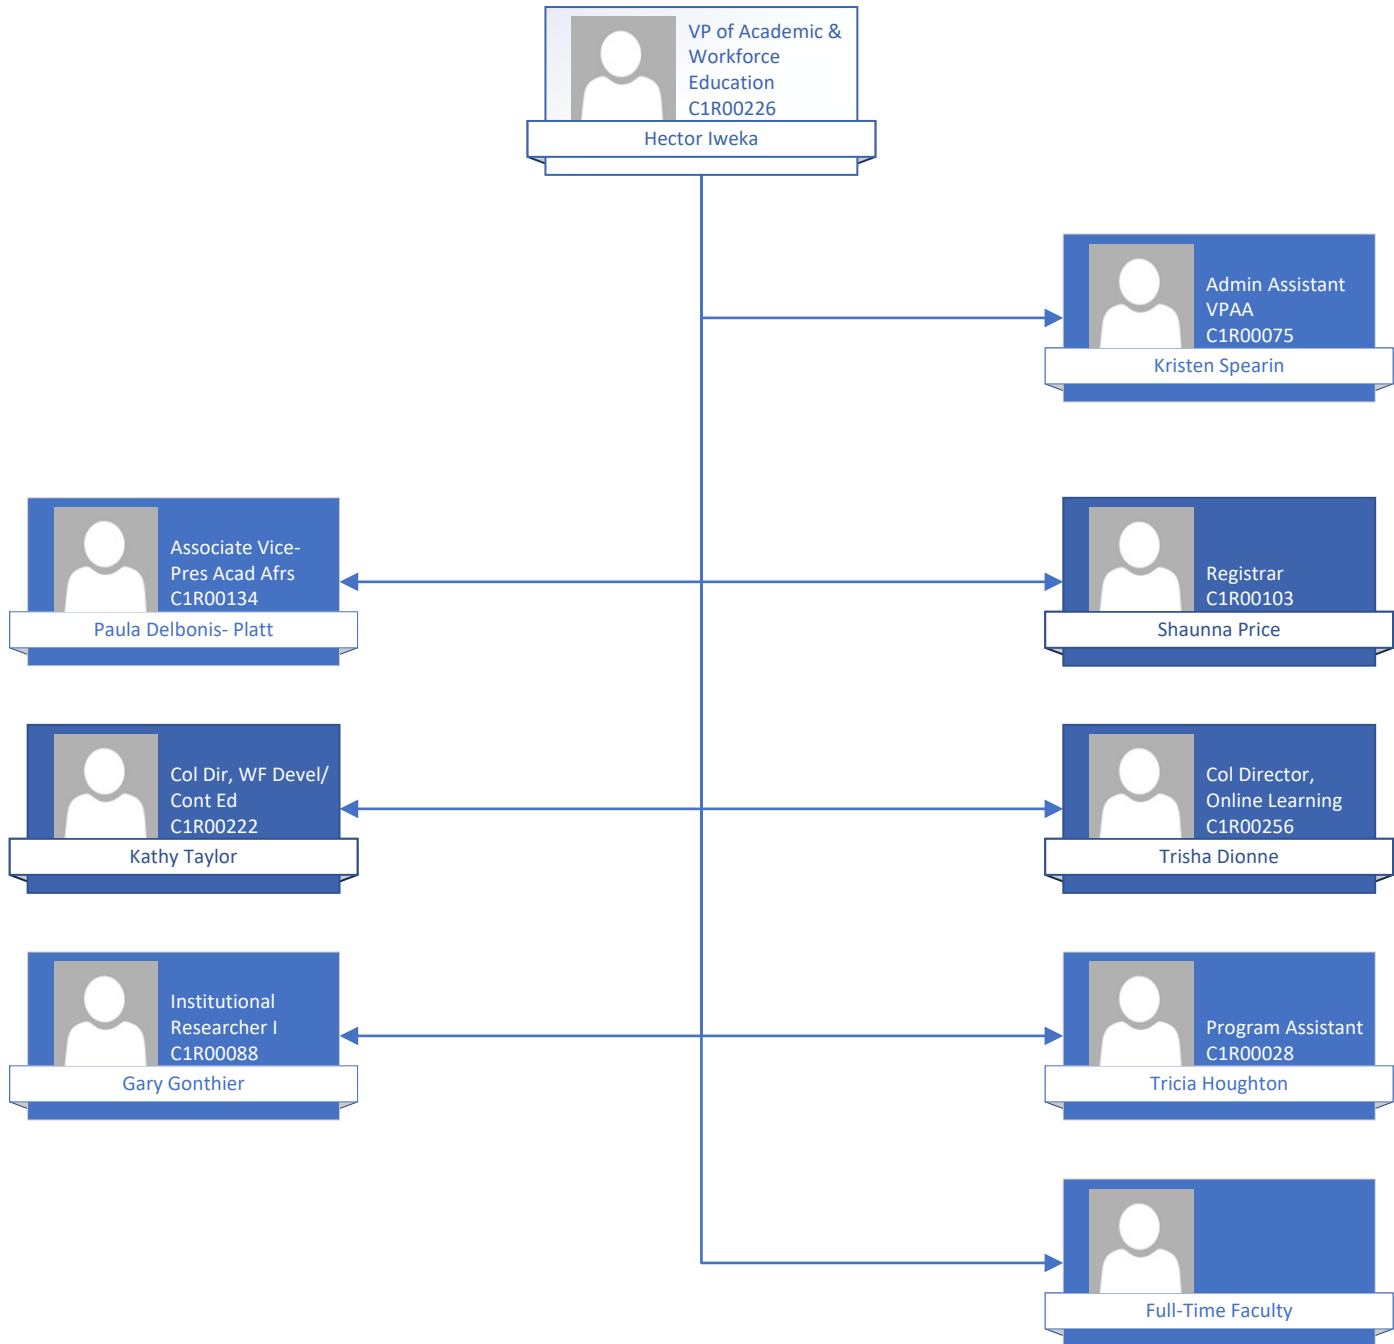 VP of Academic &
Workforce
Education
C1R00226
Hector Iweka
Admin Assistant
VPAA
C1R00075
Kristen Spearin
Associate Vice-
Pres Acad Afrs
C1R00134
Paula Delbonis- Platt
Registrar
C1R00103
Shaunna Price
Col Dir, WF Devel/
Cont Ed
C1R00222
Kathy Taylor
Col Director,
Online Learning
C1R00256
Trisha Dionne
Institutional
Researcher I
C1R00088
Gary Gonthier
Program Assistant
C1R00028
Tricia Houghton
Full-Time Faculty